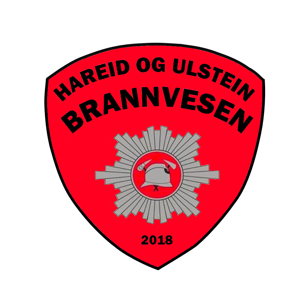 HAREID OG ULSTEIN
BRANNVESEN
2018